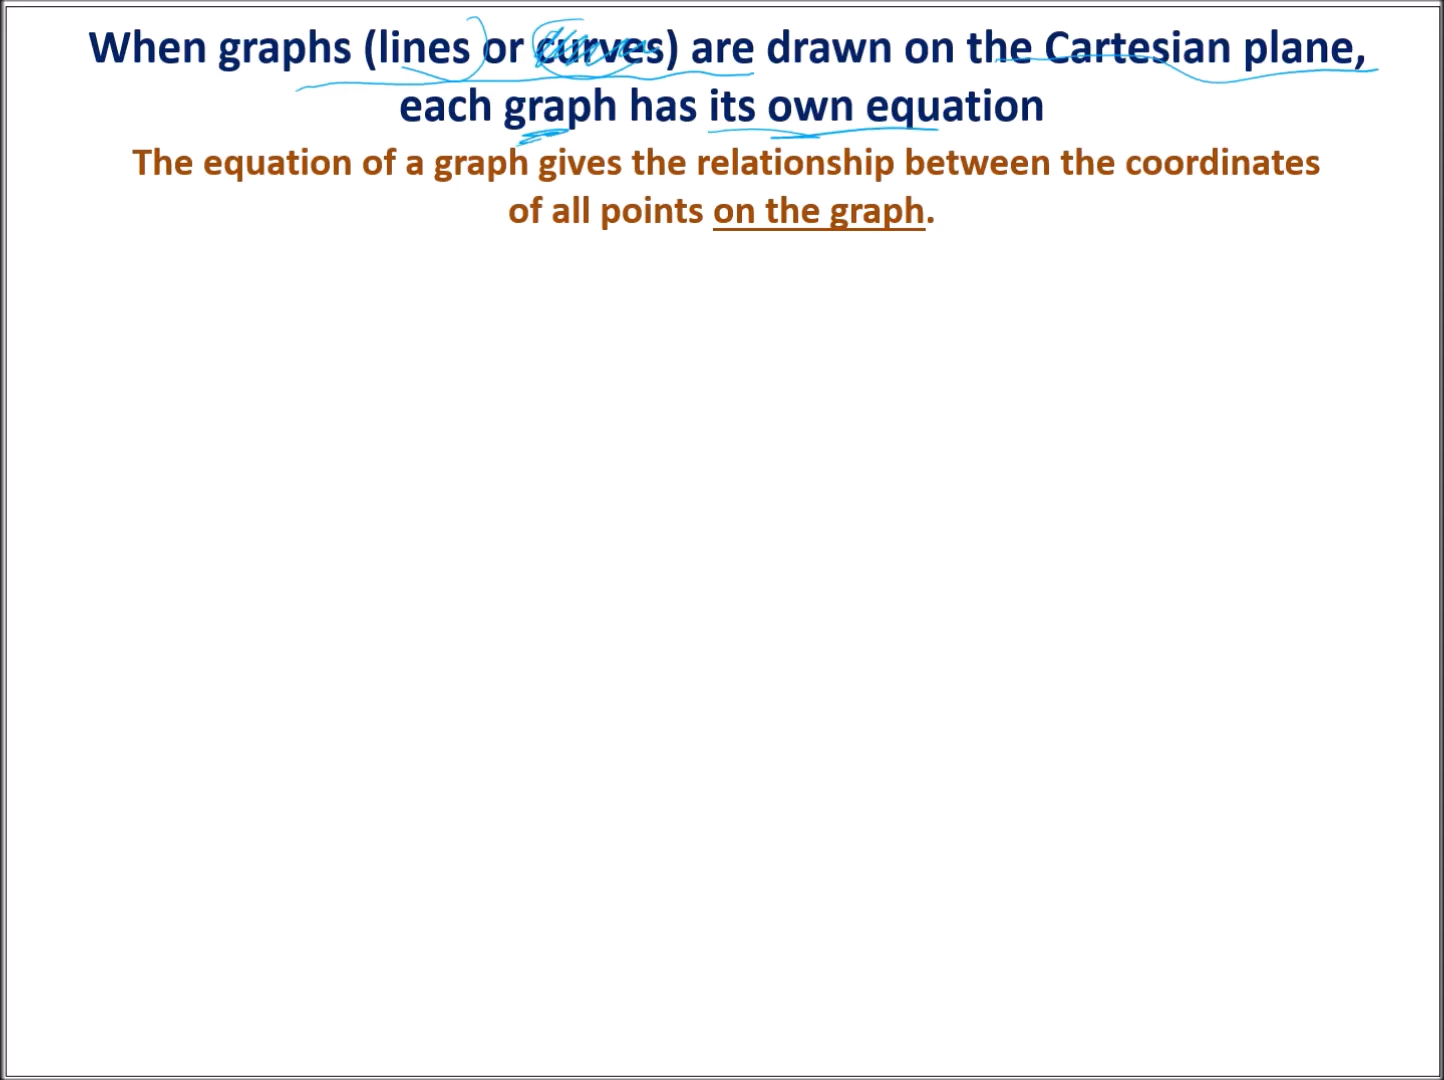 When graphs (lines or curves) are drawn on the Cartesian plane,
each graph has its own equation
The equation of a graph gives the relationship between the coordinates
of all points on the graph.